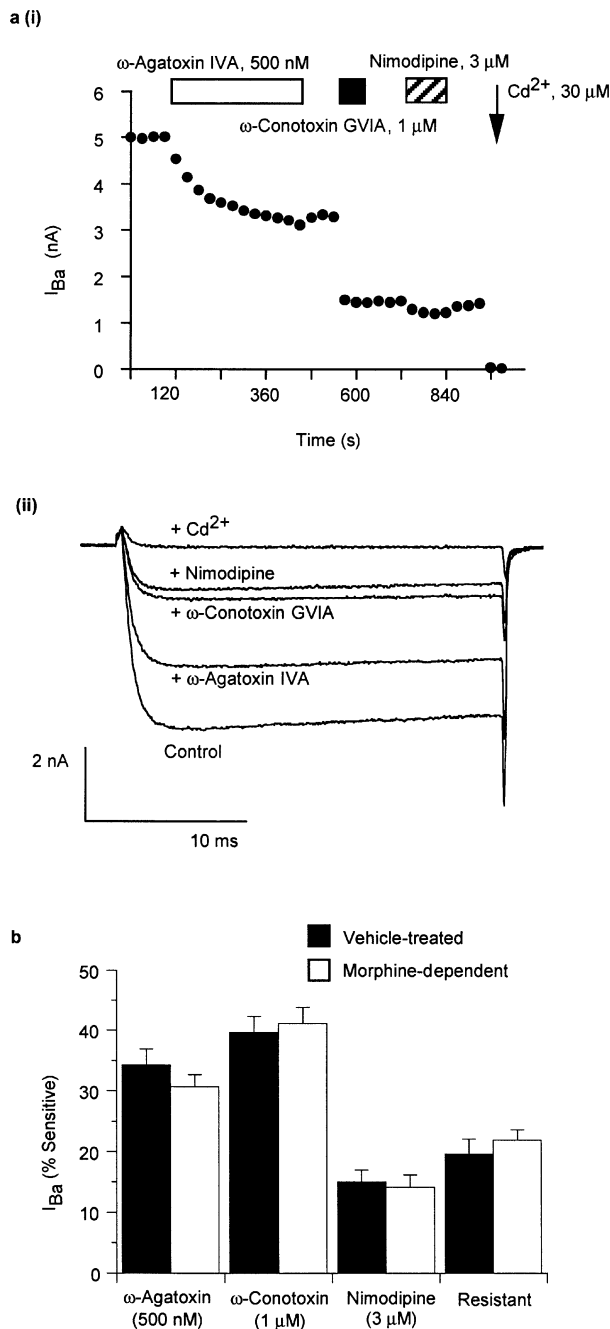 a (i)
ω-Agatoxin IVA, 500 nM
Nimodipine, 3 μM
Cd2+, 30 μM
ω-Conotoxin GVIA, 1 μM
6
5
4
3
2
1
0
IBa (nA)
120
360
600
840
Time (s)
(ii)
+ Cd2+
+ Nimodipine
+ ω-Conotoxin GVIA
+ ω-Agatoxin IVA
Control
2 nA
10 ms
b
Vehicle-treated
Morphine-dependent
50
40
30
20
10
0
IBa (% Sensitive)
ω-Agatoxin
(500 nM)
ω-Conotoxin
(1 μM)
Nimodipine
(3 μM)
Resistant